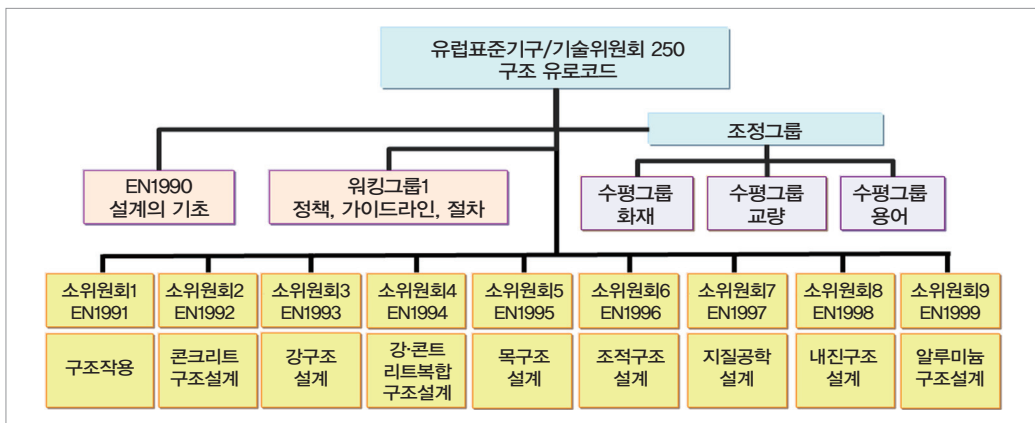 유럽표준기구/기술위원회 250
구조 유로코드
조정그룹
EN1990
설계의 기초
워킹그룹1
정책, 가이드라인, 절차
수평그룹
화재
수평그룹
교량
수평그룹
용어
소위원회1
EN1991
소위원회2
EN1992
소위원회3
EN1993
소위원회4
EN1994
소위원회5
EN1995
소위원회6
EN1996
소위원회7
EN1997
소위원회8
EN1998
소위원회9
EN1999
구조작용
콘크리트
구조설계
강구조
설계
강·콘트
리트복합
구조설계
목구조
설계
조적구조
설계
지질공학
설계
내진구조
설계
알루미늄
구조설계